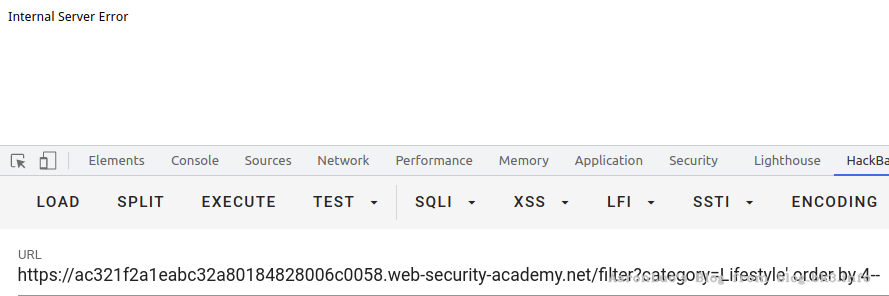 Internal Server Error
Elements Console Sources Network Performance Memory Application Security Lighthouse HackBa
LOAD SPLIT EXECUTE TEST SQLI XSS LFI SSTI ENCODING
URL
https://ac321f2a1eabc32a80184828006c0058.web-security-academy.net/filter?category=Lifestyle' order by 4--